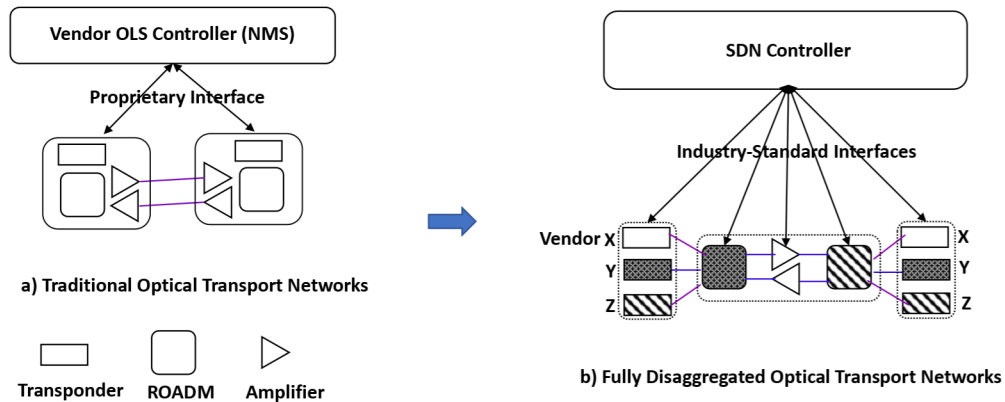 Vendor OLS Controller (NMS)
Proprietary Interface
a) Traditional Optical Transport Networks
Transponder
ROADM
Amplifier
SDN Controller
Industry-Standard Interfaces
Vendor X
Y
Z
X
Y
Z
b) Fully Disaggregated Optical Transport Networks